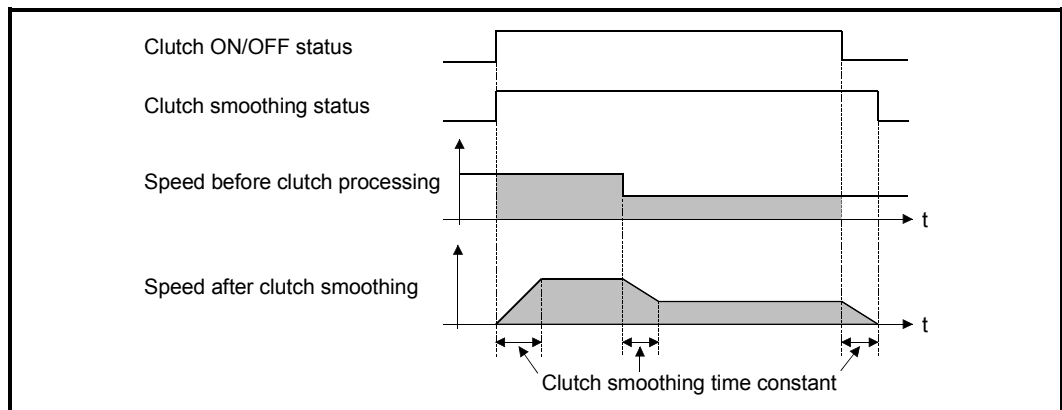 Clutch ON/OFF status
Clutch smoothing status
Speed before clutch processing
t
Speed after clutch smoothing
t
Clutch smoothing time constant